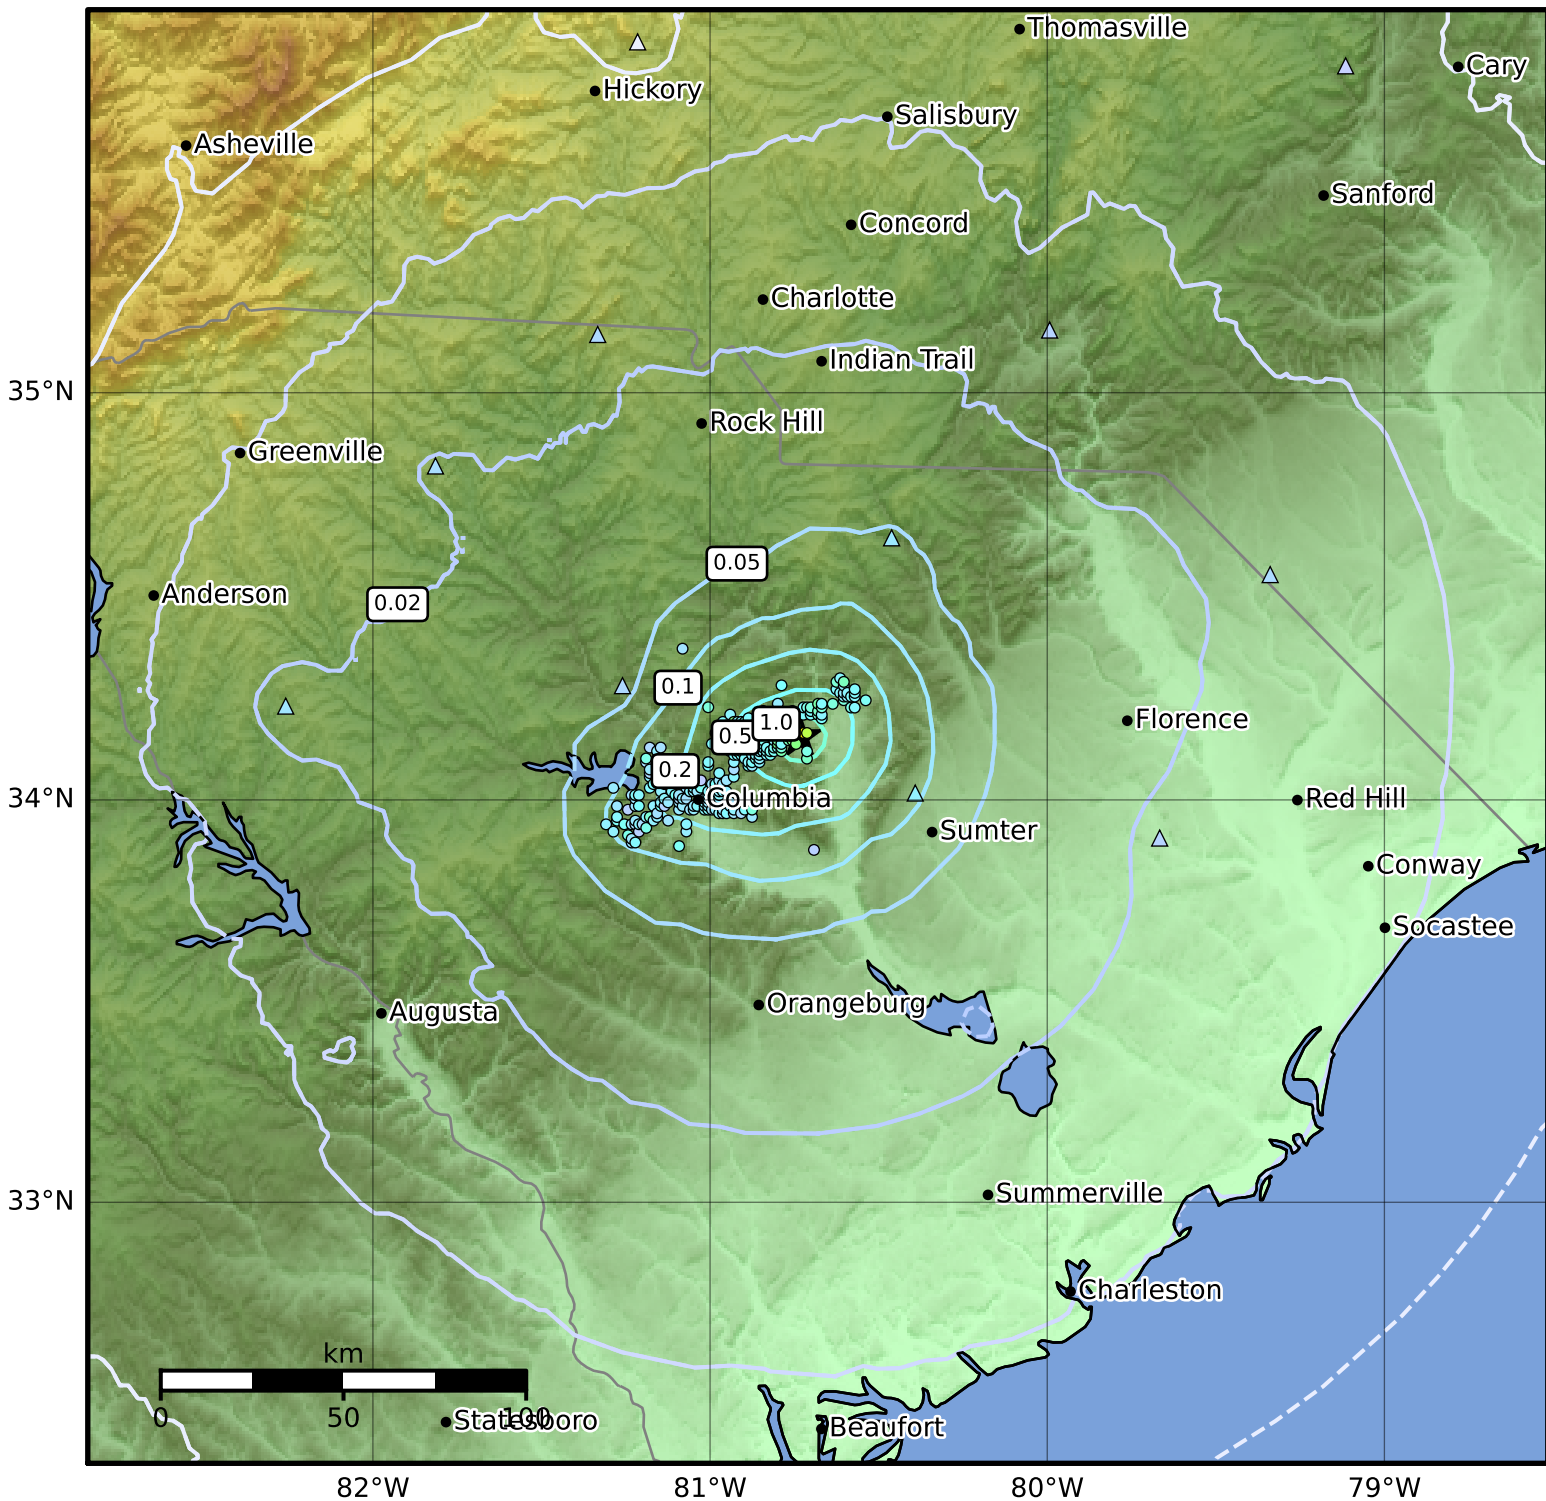 Thomasville
Cary
Hickory
Salisbury
Asheville
Sanford
Concord
Charlotte
Indian Trail
35°N
Rock Hill
Greenville
0.05
Anderson
0.02
0.1
Florence
1.0
0.5
0.2
34°N
Columbia
Red Hill
Sumter
Conway
Socastee
Orangeburg
Augusta
33°N
Summerville
Charleston
km
0
50
100
Statesboro
Beaufort
82°W
81°W
80°W
79°W